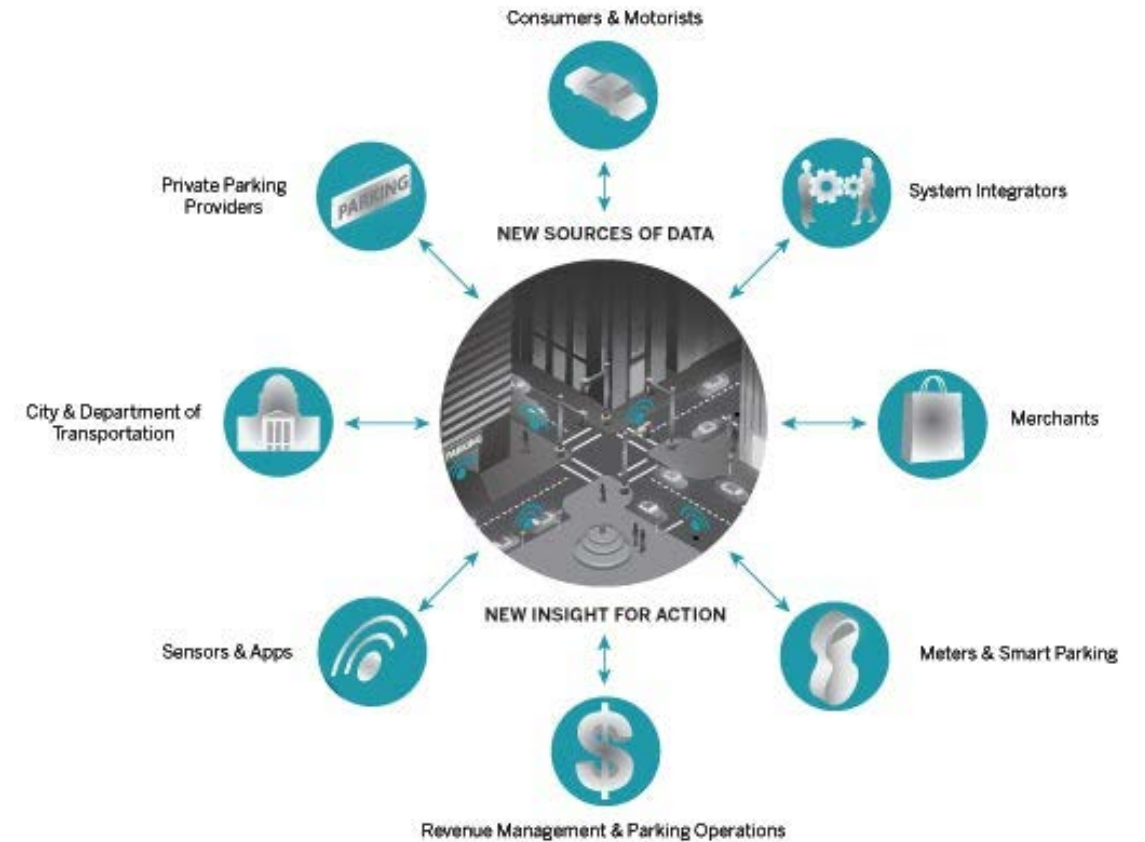 Consumers & Motorists
Private Parking
Providers
PARKING
System Integrators
NEW SOURCES OF DATA
City & Department of
Transportation
Merchants
PARKING
NEW INSIGHT FOR ACTION
Sensors & Apps
Meters & Smart Parking
$
Revenue Management & Parking Operations